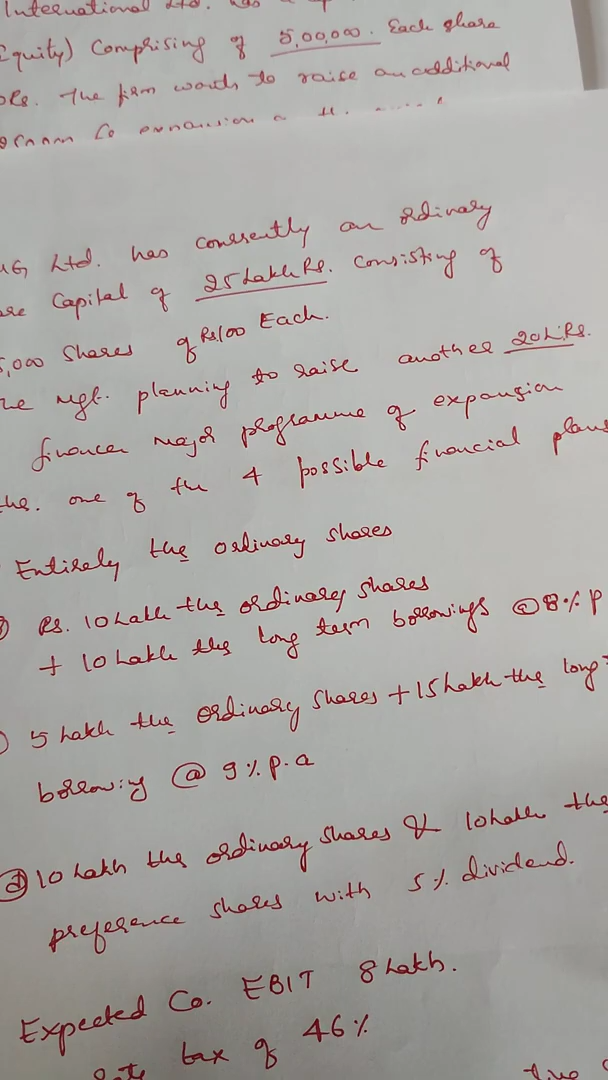 International Ltd. has a
Equity) Comprising of 5,00,000. Each share
The firm wants to raise an additional
Co expansion
Ltd. has currently an ordinary
Capital of 25 Lakh Rs. consisting of
,000 Shares of Rs100 Each.
mgt. planning to raise another 20L.Rs.
finance major programme of expansion
one of the 4 possible financial plans
Entirely the ordinary shares
Rs. 10 Lakh the ordinary shares
+ 10 Lakh the long term borrowings @ 8% P
5 Lakh the ordinary shares + 15 Lakh the long
borrowing @ 9% p.a
d 10 Lakh the ordinary shares & 10 Lakh the
preference shares with 5% dividend.
Expected Co. EBIT 8 Lakh.
tax of 46%